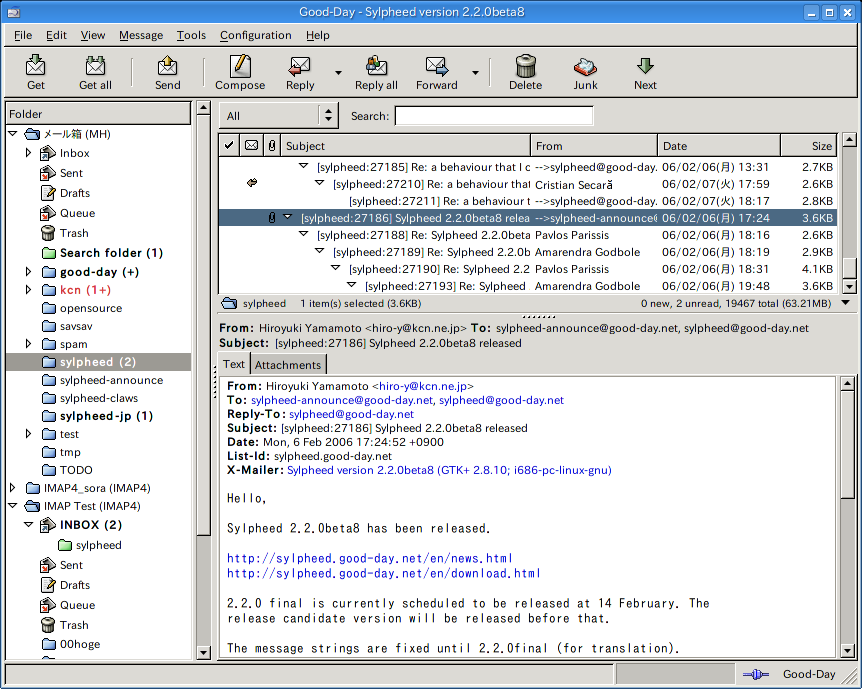 Good-Day - Sylpheed version 2.2.0beta8
File Edit View Message Tools Configuration Help
Get Get all Send Compose Reply Reply all Forward Delete Junk Next
Folder
メール箱 (MH)
Inbox
Sent
Drafts
Queue
Trash
Search folder (1)
good-day (+)
kcn (1+)
opensource
savsav
spam
sylpheed (2)
sylpheed-announce
sylpheed-claws
sylpheed-jp (1)
test
tmp
TODO
IMAP4_sora (IMAP4)
IMAP Test (IMAP4)
INBOX (2)
sylpheed
Sent
Drafts
Queue
Trash
00hoge
All Search:
Subject From Date Size
[sylpheed:27185] Re: a behaviour that I c -->sylpheed@good-day. 06/02/06(月) 13:31 2.7KB
[sylpheed:27210] Re: a behaviour that Cristian Secară 06/02/07(火) 17:59 2.6KB
[sylpheed:27211] Re: a behaviour t -->sylpheed@good-day. 06/02/07(火) 18:17 2.8KB
[sylpheed:27186] Sylpheed 2.2.0beta8 relea -->sylpheed-announce@ 06/02/06(月) 17:24 3.6KB
[sylpheed:27188] Re: Sylpheed 2.2.0beta Pavlos Parissis 06/02/06(月) 18:16 2.6KB
[sylpheed:27189] Re: Sylpheed 2.2.0b Amarendra Godbole 06/02/06(月) 18:19 2.9KB
[sylpheed:27190] Re: Sylpheed 2.2 Pavlos Parissis 06/02/06(月) 18:31 4.1KB
[sylpheed:27193] Re: Sylpheed Amarendra Godbole 06/02/06(月) 19:48 3.6KB
sylpheed 1 item(s) selected (3.6KB) 0 new, 2 unread, 19467 total (63.21MB)
From: Hiroyuki Yamamoto <hiro-y@kcn.ne.jp> To: sylpheed-announce@good-day.net, sylpheed@good-day.net
Subject: [sylpheed:27186] Sylpheed 2.2.0beta8 released
Text Attachments
From: Hiroyuki Yamamoto <hiro-y@kcn.ne.jp>
To: sylpheed-announce@good-day.net, sylpheed@good-day.net
Reply-To: sylpheed@good-day.net
Subject: [sylpheed:27186] Sylpheed 2.2.0beta8 released
Date: Mon, 6 Feb 2006 17:24:52 +0900
List-Id: sylpheed.good-day.net
X-Mailer: Sylpheed version 2.2.0beta8 (GTK+ 2.8.10; i686-pc-linux-gnu)
Hello,
Sylpheed 2.2.0beta8 has been released.
http://sylpheed.good-day.net/en/news.html
http://sylpheed.good-day.net/en/download.html
2.2.0 final is currently scheduled to be released at 14 February. The
release candidate version will be released before that.
The message strings are fixed until 2.2.0final (for translation).
Good-Day